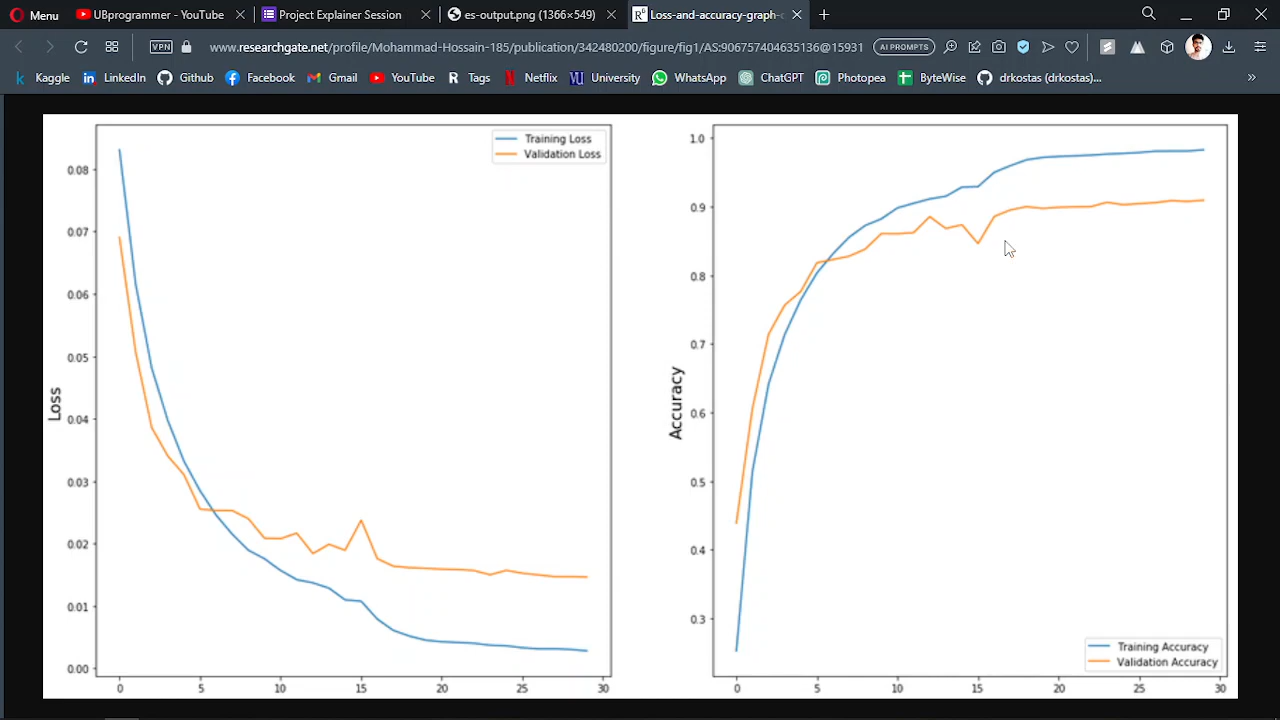 Menu
UBprogrammer - YouTube
Project Explainer Session
es-output.png (1366×549)
Loss-and-accuracy-graph-c
VPN
www.researchgate.net/profile/Mohammad-Hossain-185/publication/342480200/figure/fig1/AS:906757404635136@15931
AI PROMPTS
Kaggle LinkedIn Github Facebook Gmail YouTube R Tags Netflix University WhatsApp ChatGPT Photopea ByteWise drkostas (drkostas)... »
Training Loss
Validation Loss
0.08
0.07
0.06
0.05
0.04
0.03
0.02
0.01
0.00
Loss
0 5 10 15 20 25 30
1.0
0.9
0.8
0.7
0.6
0.5
0.4
0.3
Accuracy
Training Accuracy
Validation Accuracy
0 5 10 15 20 25 30